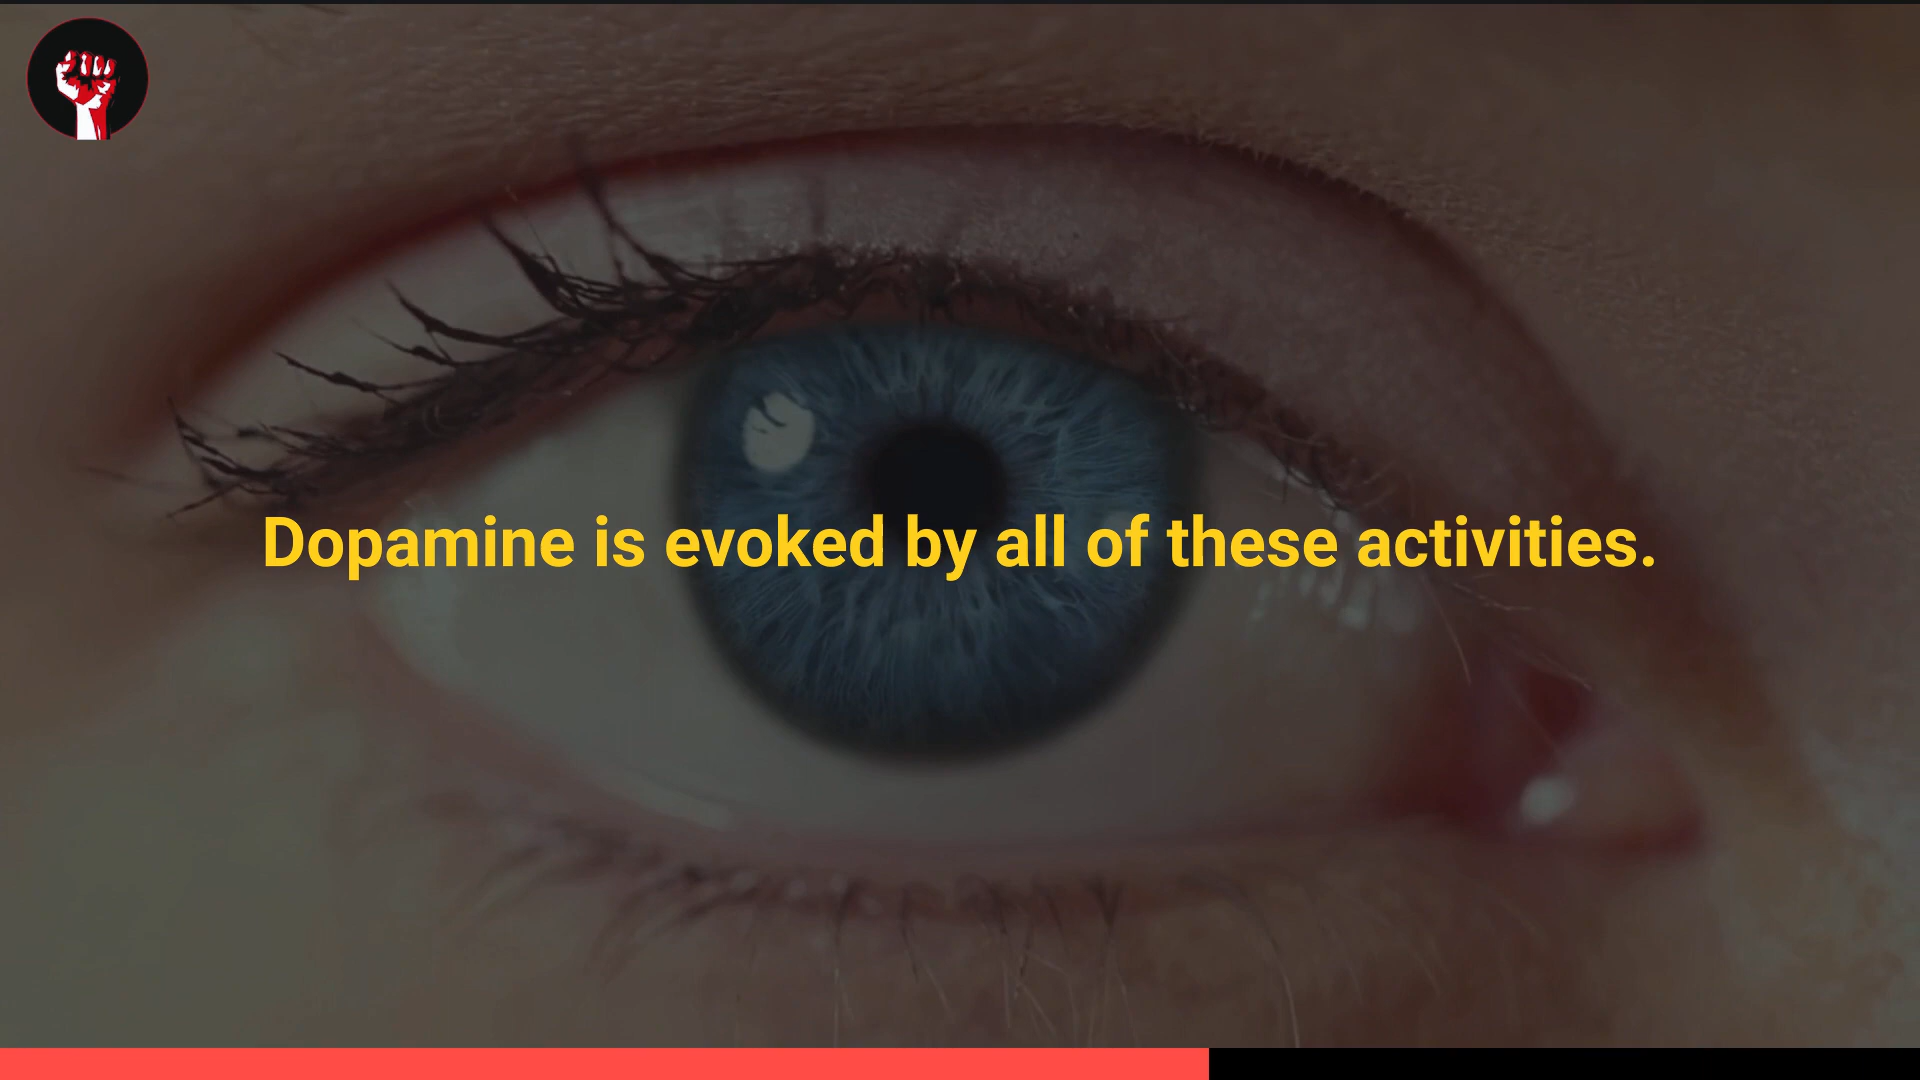 Dopamine is evoked by all of these activities.